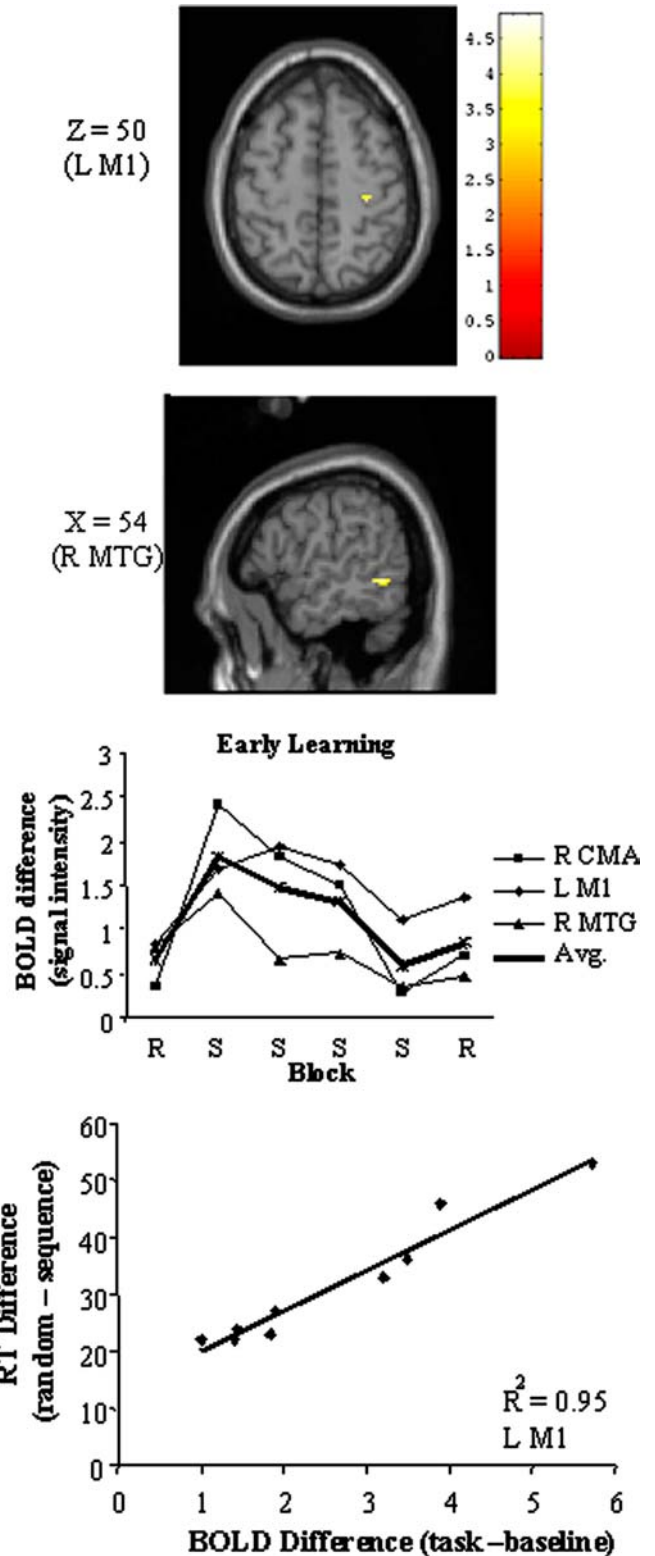 Z = 50
(L M1)
4.5
4
3.5
3
2.5
2
1.5
1
0.5
0
X = 54
(R MTG)
Early Learning
BOLD difference
(signal intensity)
3
2.5
2
1.5
1
0.5
0
R S S S S R
Block
R CMA
L M1
R MTG
Avg.
RT Difference
(random – sequence)
60
50
40
30
20
10
0
R² = 0.95
L M1
0 1 2 3 4 5 6
BOLD Difference (task–baseline)